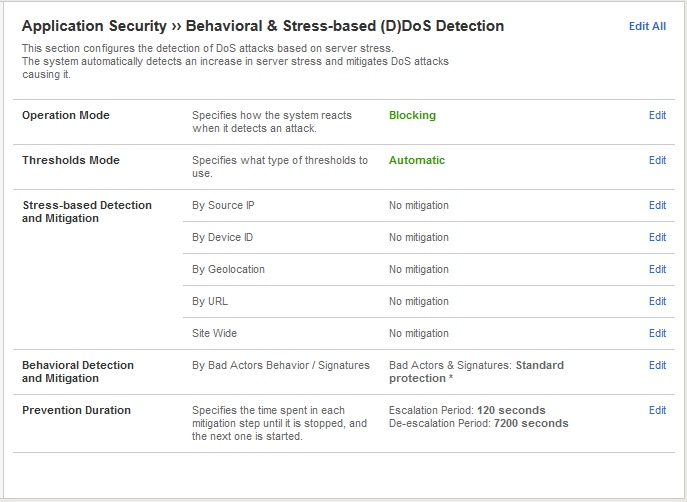 Application Security ›› Behavioral & Stress-based (D)DoS Detection
Edit All
This section configures the detection of DoS attacks based on server stress.
The system automatically detects an increase in server stress and mitigates DoS attacks
causing it.
Operation Mode
Specifies how the system reacts
when it detects an attack.
Blocking
Edit
Thresholds Mode
Specifies what type of thresholds to
use.
Automatic
Edit
Stress-based Detection
and Mitigation
By Source IP
No mitigation
Edit
By Device ID
No mitigation
Edit
By Geolocation
No mitigation
Edit
By URL
No mitigation
Edit
Site Wide
No mitigation
Edit
Behavioral Detection
and Mitigation
By Bad Actors Behavior / Signatures
Bad Actors & Signatures: Standard
protection *
Edit
Prevention Duration
Specifies the time spent in each
mitigation step until it is stopped, and
the next one is started.
Escalation Period: 120 seconds
De-escalation Period: 7200 seconds
Edit